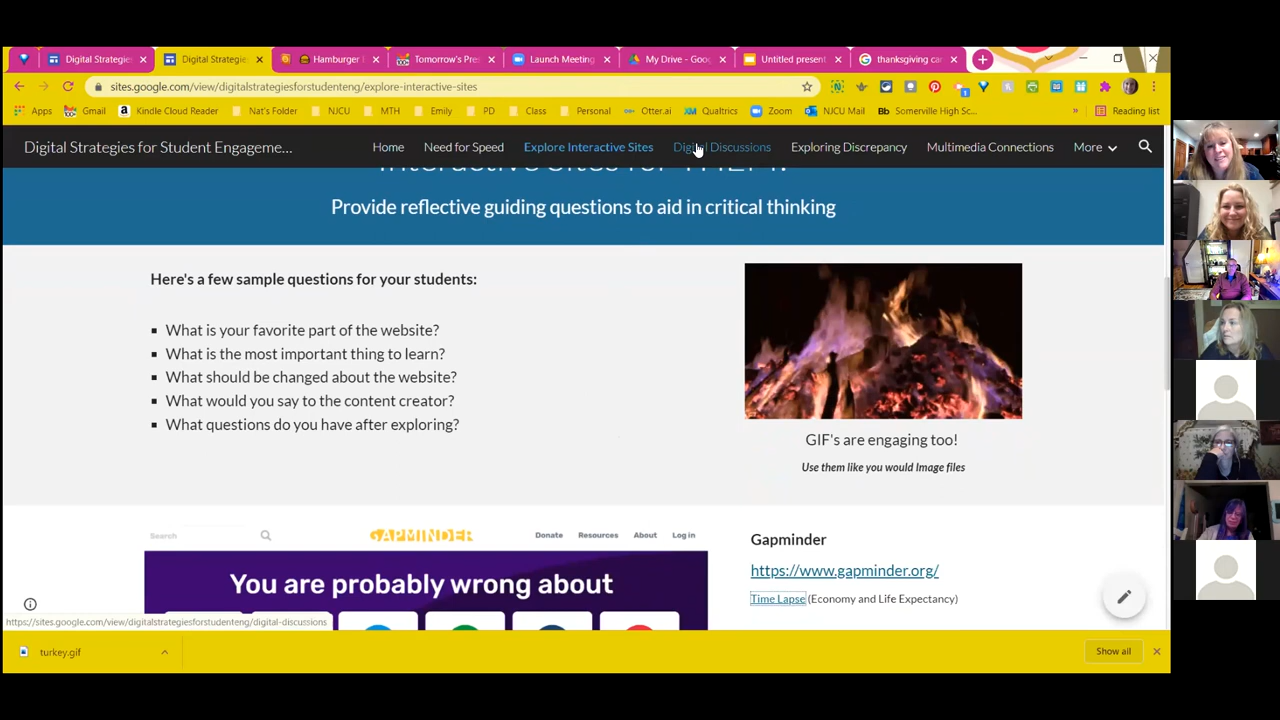 Digital Strategies
Digital Strategies
Hamburger
Tomorrow's Pre
Launch Meeting
My Drive - Goog
Untitled present
thanksgiving car
sites.google.com/view/digitalstrategiesforstudenteng/explore-interactive-sites
Apps
Gmail
Kindle Cloud Reader
Nat's Folder
NJCU
MTH
Emily
PD
Class
Personal
Otter.ai
Qualtrics
Zoom
NJCU Mail
Somerville High Sc...
»
Reading list
Digital Strategies for Student Engageme...
Home
Need for Speed
Explore Interactive Sites
Digital Discussions
Exploring Discrepancy
Multimedia Connections
More
Provide reflective guiding questions to aid in critical thinking
Here's a few sample questions for your students:
▪ What is your favorite part of the website?
▪ What is the most important thing to learn?
▪ What should be changed about the website?
▪ What would you say to the content creator?
▪ What questions do you have after exploring?
GIF's are engaging too!
Use them like you would Image files
Search
GAPMINDER
Donate
Resources
About
Log in
You are probably wrong about
Gapminder
https://www.gapminder.org/
Time Lapse (Economy and Life Expectancy)
https://sites.google.com/view/digitalstrategiesforstudenteng/digital-discussions
turkey.gif
Show all